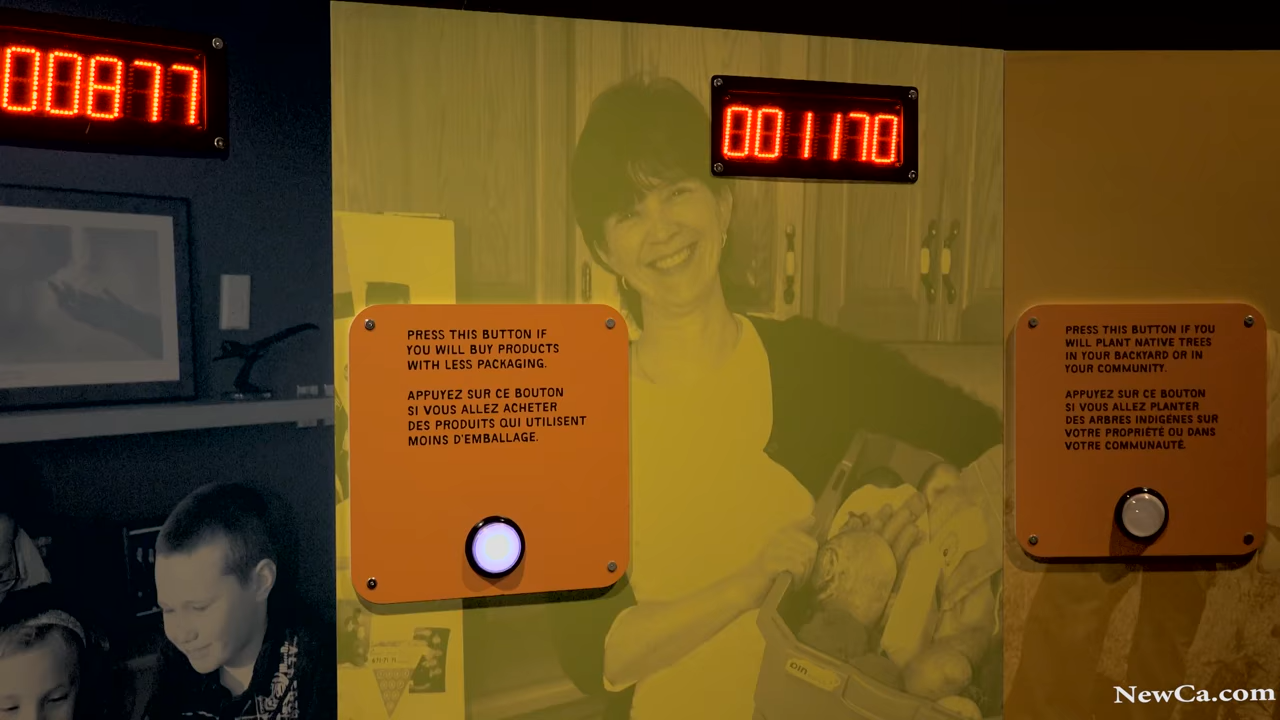 00877
001170
PRESS THIS BUTTON IF
YOU WILL BUY PRODUCTS
WITH LESS PACKAGING.
APPUYEZ SUR CE BOUTON
SI VOUS ALLEZ ACHETER
DES PRODUITS QUI UTILISENT
MOINS D'EMBALLAGE.
PRESS THIS BUTTON IF YOU
WILL PLANT NATIVE TREES
IN YOUR BACKYARD OR IN
YOUR COMMUNITY.
APPUYEZ SUR CE BOUTON
SI VOUS ALLEZ PLANTER
DES ARBRES INDIGÈNES SUR
VOTRE PROPRIÉTÉ OU DANS
VOTRE COMMUNAUTÉ.
NewCa.com